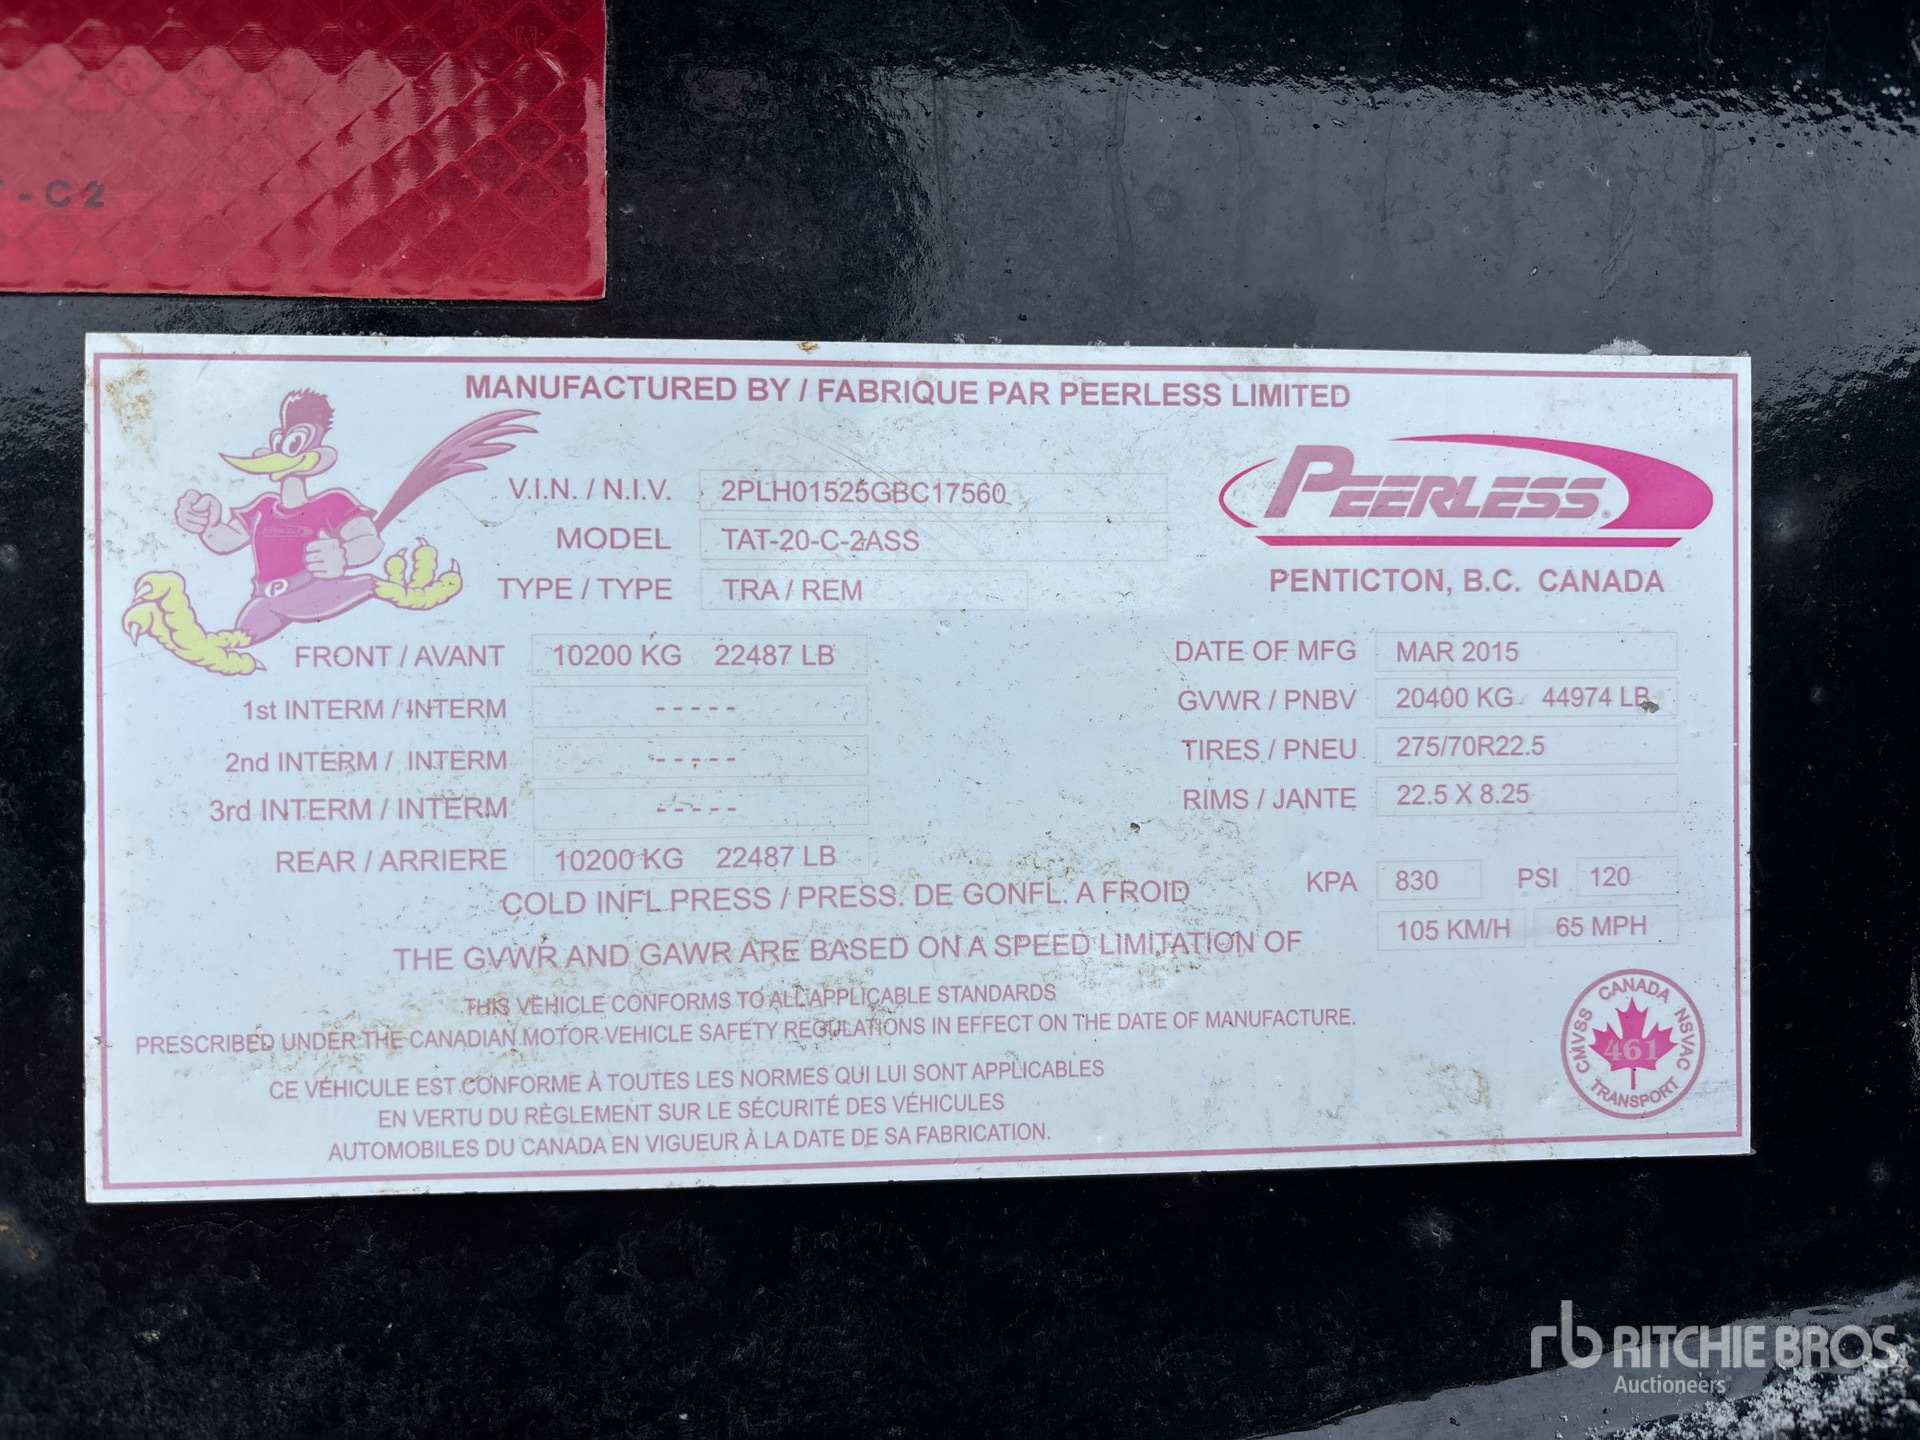 -C2
MANUFACTURED BY / FABRIQUE PAR PEERLESS LIMITED
V.I.N. / N.I.V. 2PLH01525GBC17560
MODEL TAT-20-C-2ASS
TYPE / TYPE TRA / REM
PEERLESS
PENTICTON, B.C. CANADA
P
FRONT / AVANT 10200 KG 22487 LB
1st INTERM / INTERM - - - - -
2nd INTERM / INTERM - - - - -
3rd INTERM / INTERM - - - - -
REAR / ARRIERE 10200 KG 22487 LB
DATE OF MFG MAR 2015
GVWR / PNBV 20400 KG 44974 LB
TIRES / PNEU 275/70R22.5
RIMS / JANTE 22.5 X 8.25
COLD INFL.PRESS / PRESS. DE GONFL. A FROID KPA 830 PSI 120
THE GVWR AND GAWR ARE BASED ON A SPEED LIMITATION OF 105 KM/H 65 MPH
THIS VEHICLE CONFORMS TO ALL APPLICABLE STANDARDS
PRESCRIBED UNDER THE CANADIAN MOTOR VEHICLE SAFETY REGULATIONS IN EFFECT ON THE DATE OF MANUFACTURE.
CE VÉHICULE EST CONFORME À TOUTES LES NORMES QUI LUI SONT APPLICABLES
EN VERTU DU RÈGLEMENT SUR LE SÉCURITÉ DES VÉHICULES
AUTOMOBILES DU CANADA EN VIGUEUR À LA DATE DE SA FABRICATION.
CANADA
CMVSS
NSVAC
461
TRANSPORT
rb RITCHIE BROS
Auctioneers